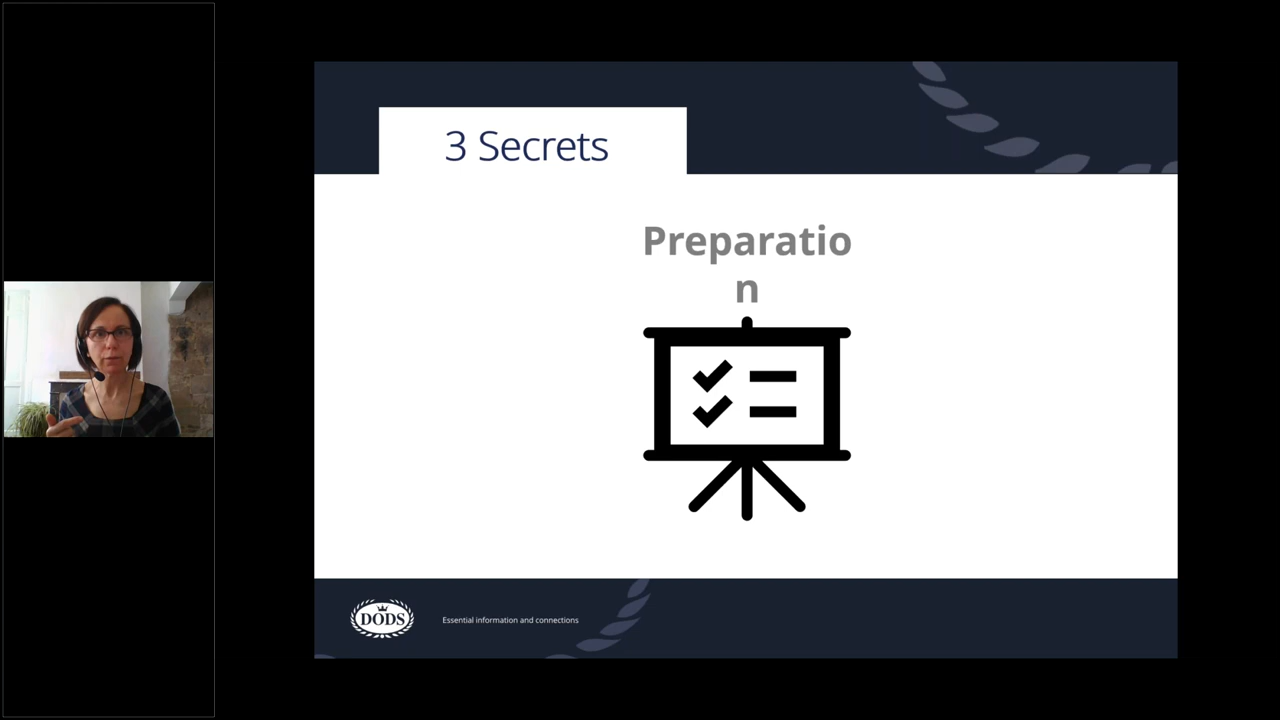 3 Secrets
Preparatio
n
DODS
Essential information and connections